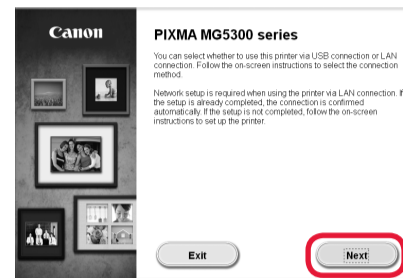 Canon
PIXMA MG5300 series
You can select whether to use this printer via USB connection or LAN
connection. Follow the on-screen instructions to select the connection
method.
Network setup is required when using the printer via LAN connection. If
the setup is already completed, the connection is confirmed
automatically. If the setup is not completed, follow the on-screen
instructions to set up the printer.
Exit
Next